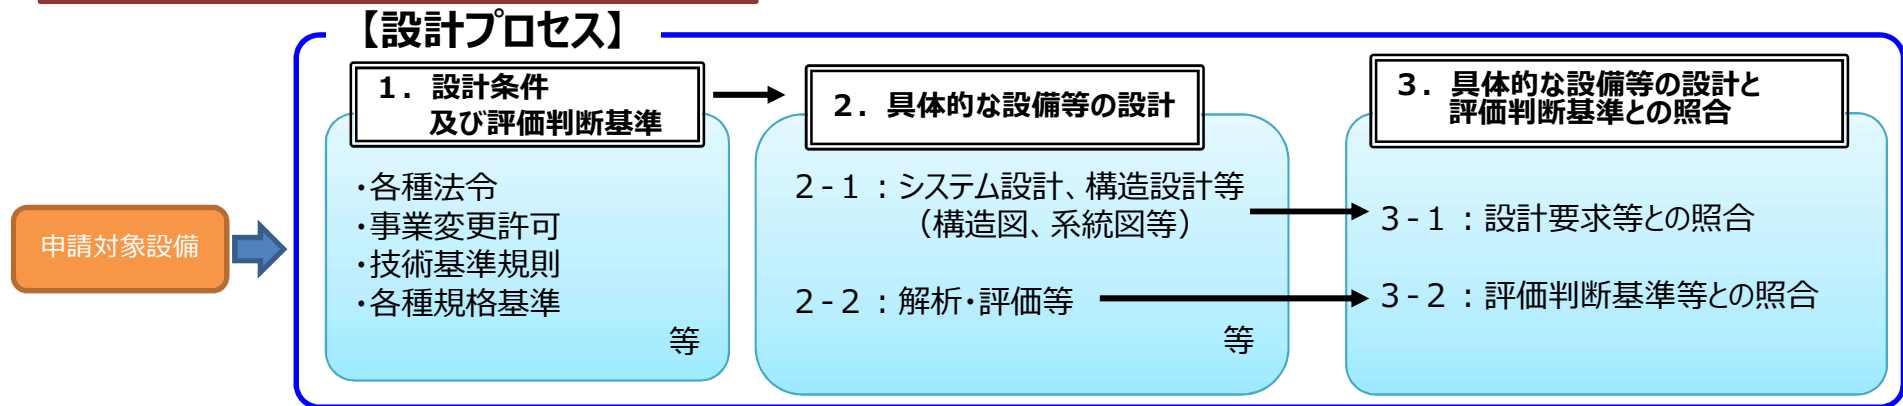 【設計プロセス】
1．設計条件
及び評価判断基準
・各種法令
・事業変更許可
・技術基準規則
・各種規格基準
等
2．具体的な設備等の設計
2-1：システム設計、構造設計等
（構造図、系統図等）
2-2：解析・評価等
等
3．具体的な設備等の設計と
評価判断基準との照合
3-1：設計要求等との照合
3-2：評価判断基準等との照合
申請対象設備